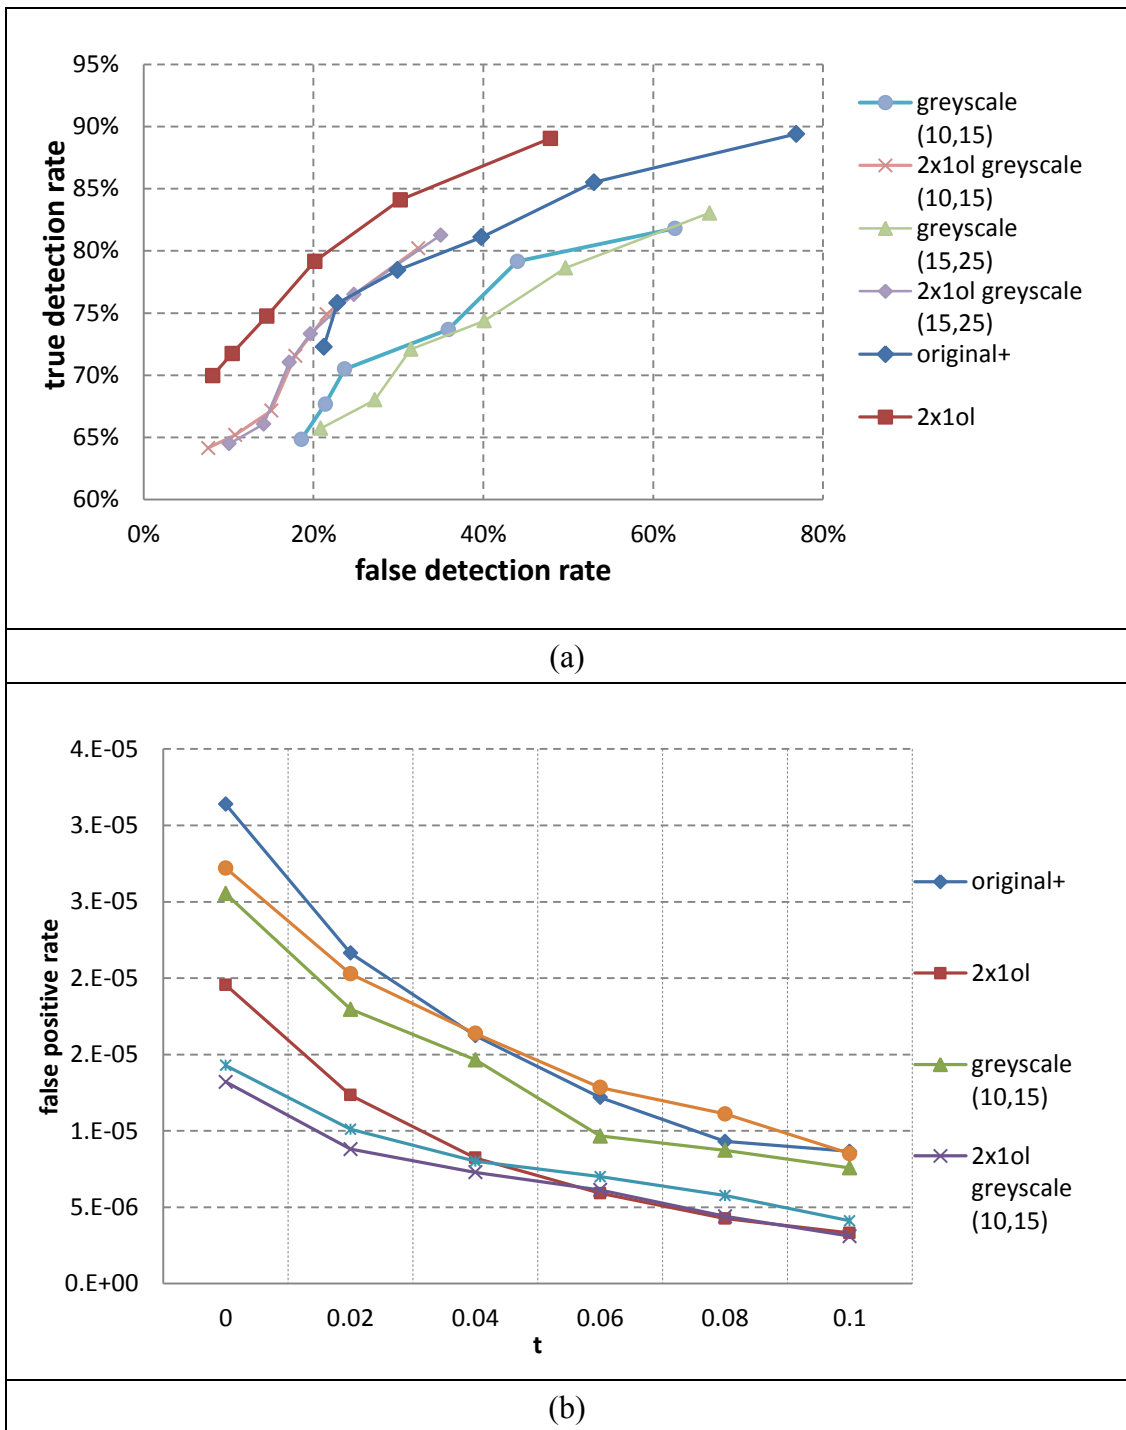 95%
90%
85%
80%
75%
70%
65%
60%
true detection rate
0%
20%
40%
60%
80%
false detection rate
greyscale
(10,15)
2x1ol greyscale
(10,15)
greyscale
(15,25)
2x1ol greyscale
(15,25)
original+
2x1ol
(a)
4.E-05
3.E-05
3.E-05
2.E-05
2.E-05
1.E-05
5.E-06
0.E+00
false positive rate
0
0.02
0.04
0.06
0.08
0.1
t
original+
2x1ol
greyscale
(10,15)
2x1ol
greyscale
(10,15)
(b)